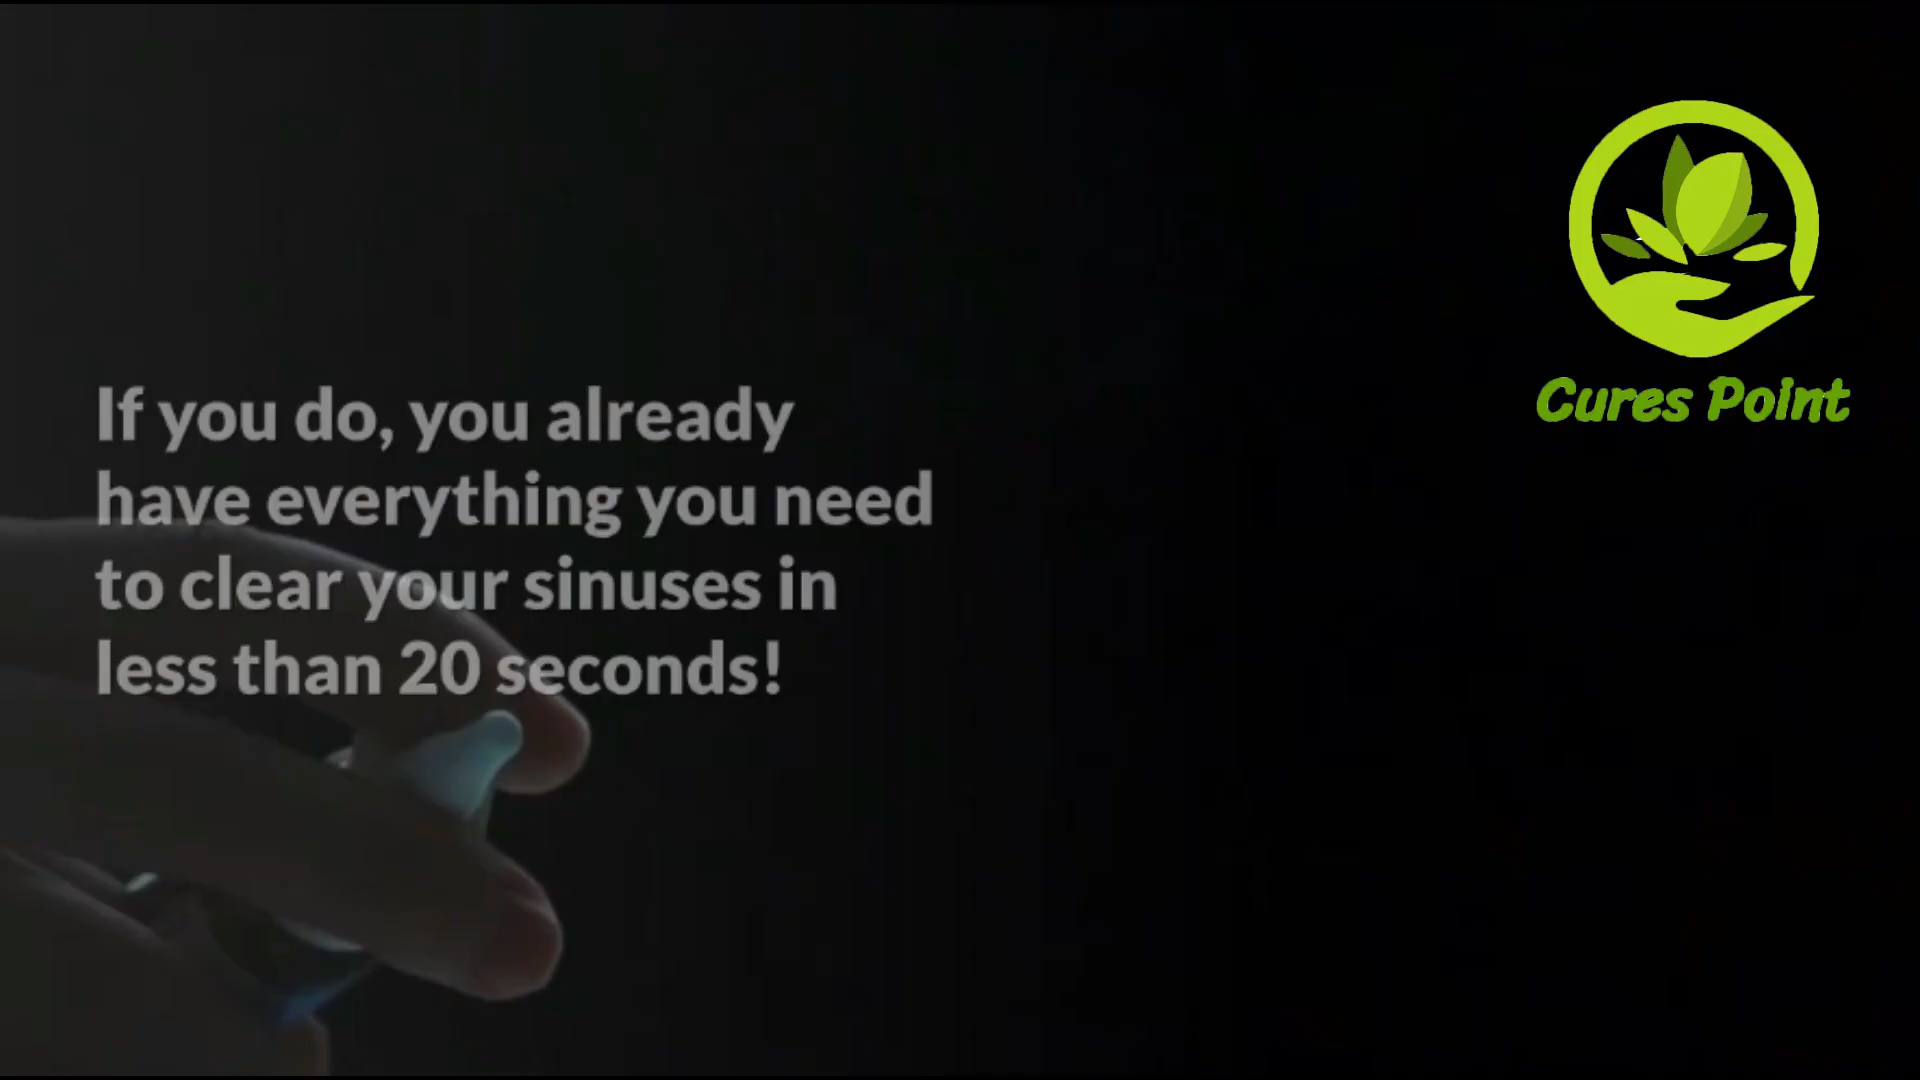 If you do, you already
have everything you need
to clear your sinuses in
less than 20 seconds!
Cures Point